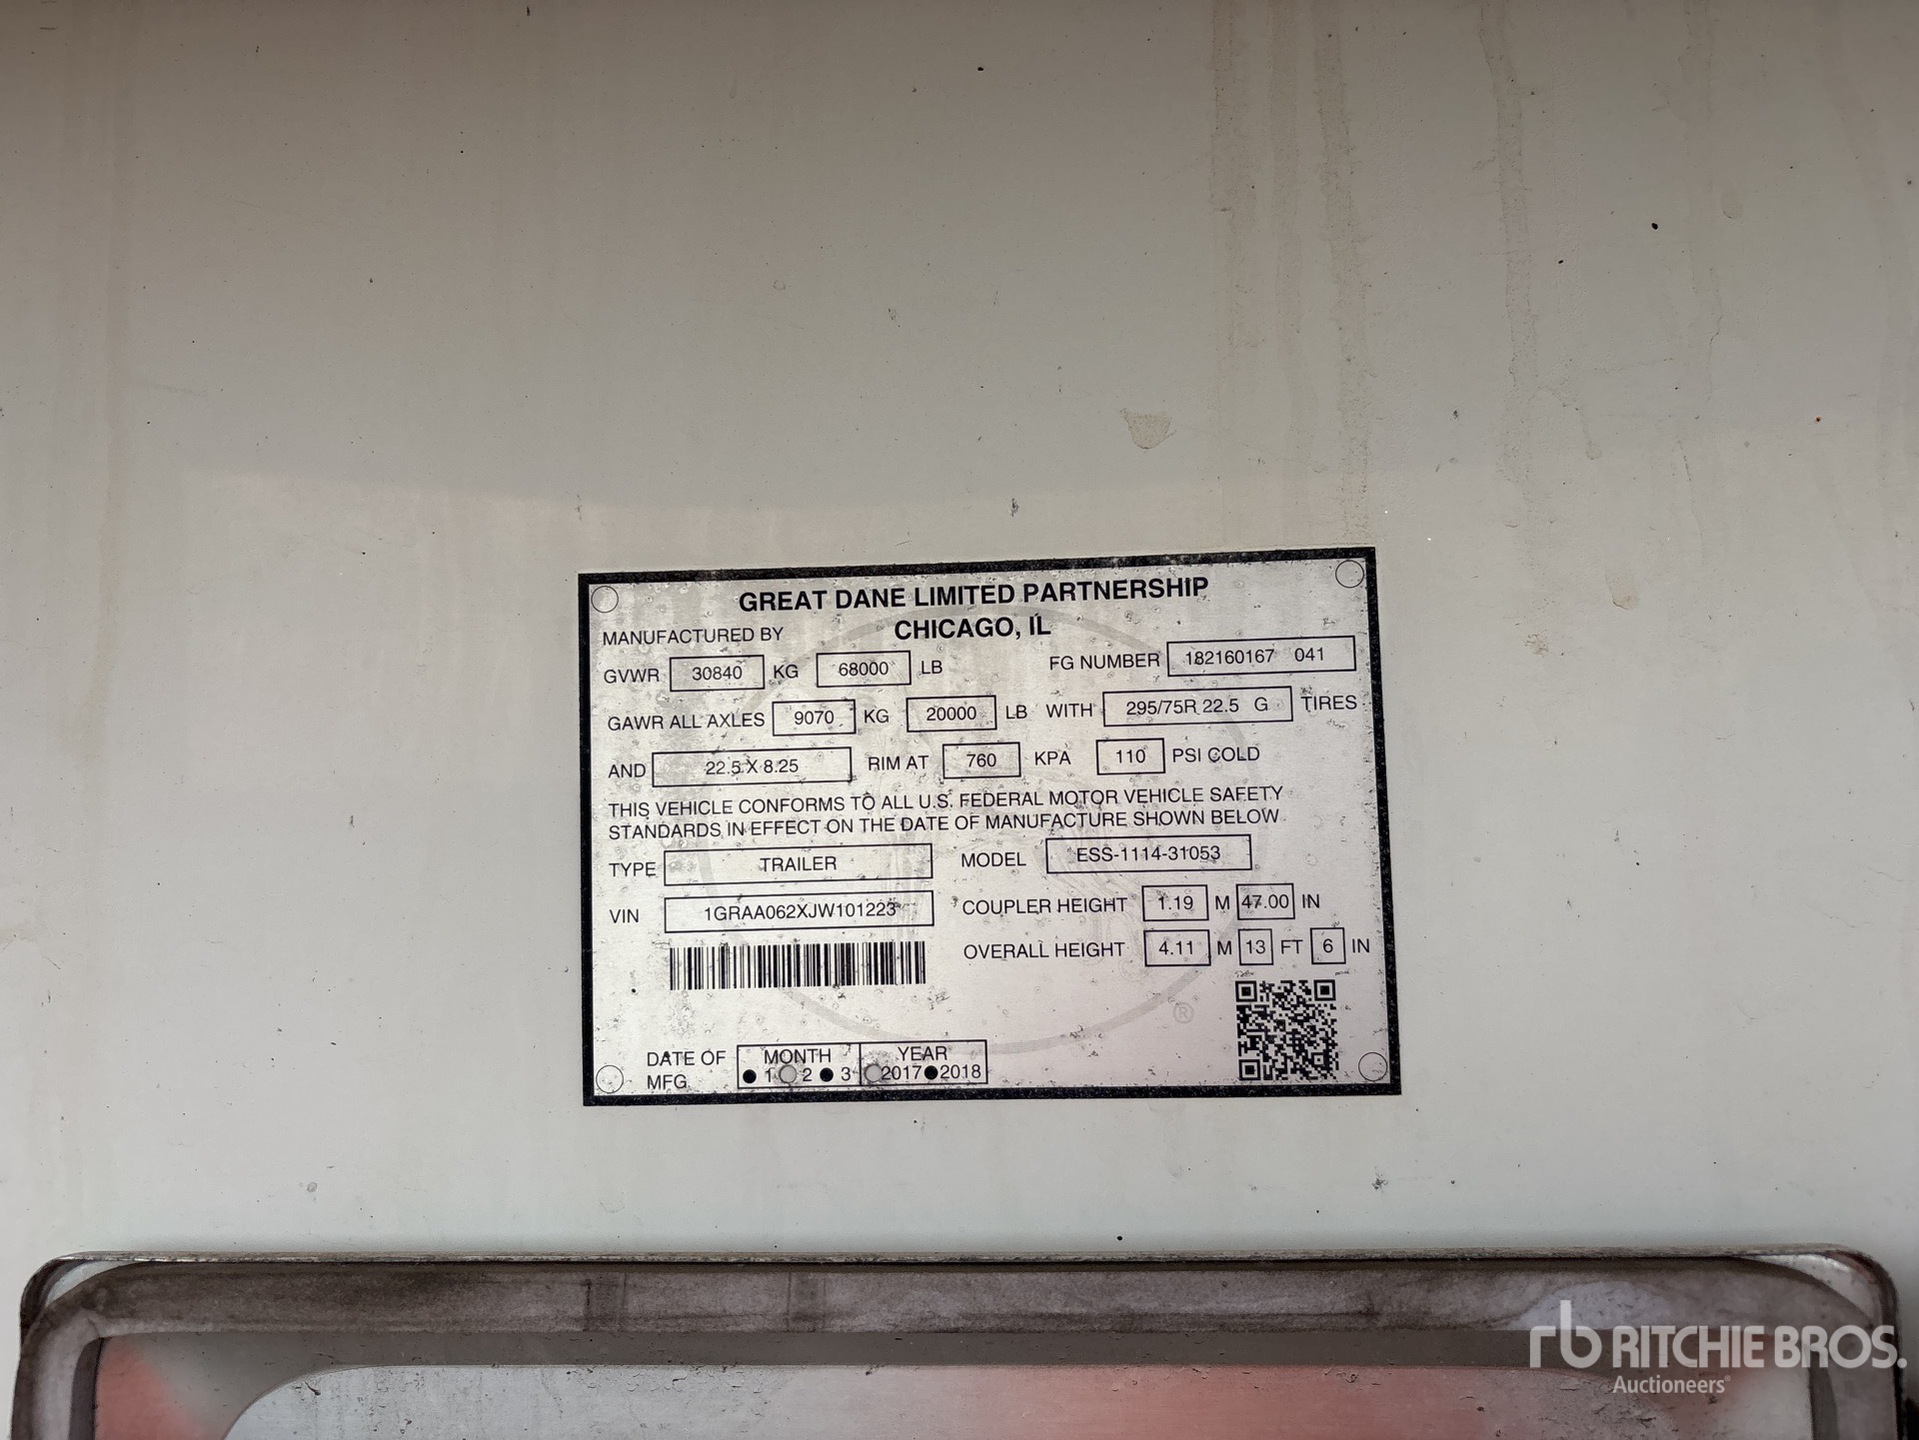 GREAT DANE LIMITED PARTNERSHIP
MANUFACTURED BY CHICAGO, IL
GVWR 30840 KG 68000 LB FG NUMBER 182160167 041
GAWR ALL AXLES 9070 KG 20000 LB WITH 295/75R 22.5 G TIRES
AND 22.5 X 8.25 RIM AT 760 KPA 110 PSI COLD
THIS VEHICLE CONFORMS TO ALL U.S. FEDERAL MOTOR VEHICLE SAFETY
STANDARDS IN EFFECT ON THE DATE OF MANUFACTURE SHOWN BELOW
TYPE TRAILER MODEL ESS-1114-31053
VIN 1GRAA062XJW101223 COUPLER HEIGHT 1.19 M 47.00 IN
OVERALL HEIGHT 4.11 M 13 FT 6 IN
®
DATE OF MONTH YEAR
MFG 1 2 3 2017 2018
rb RITCHIE BROS.
Auctioneers®